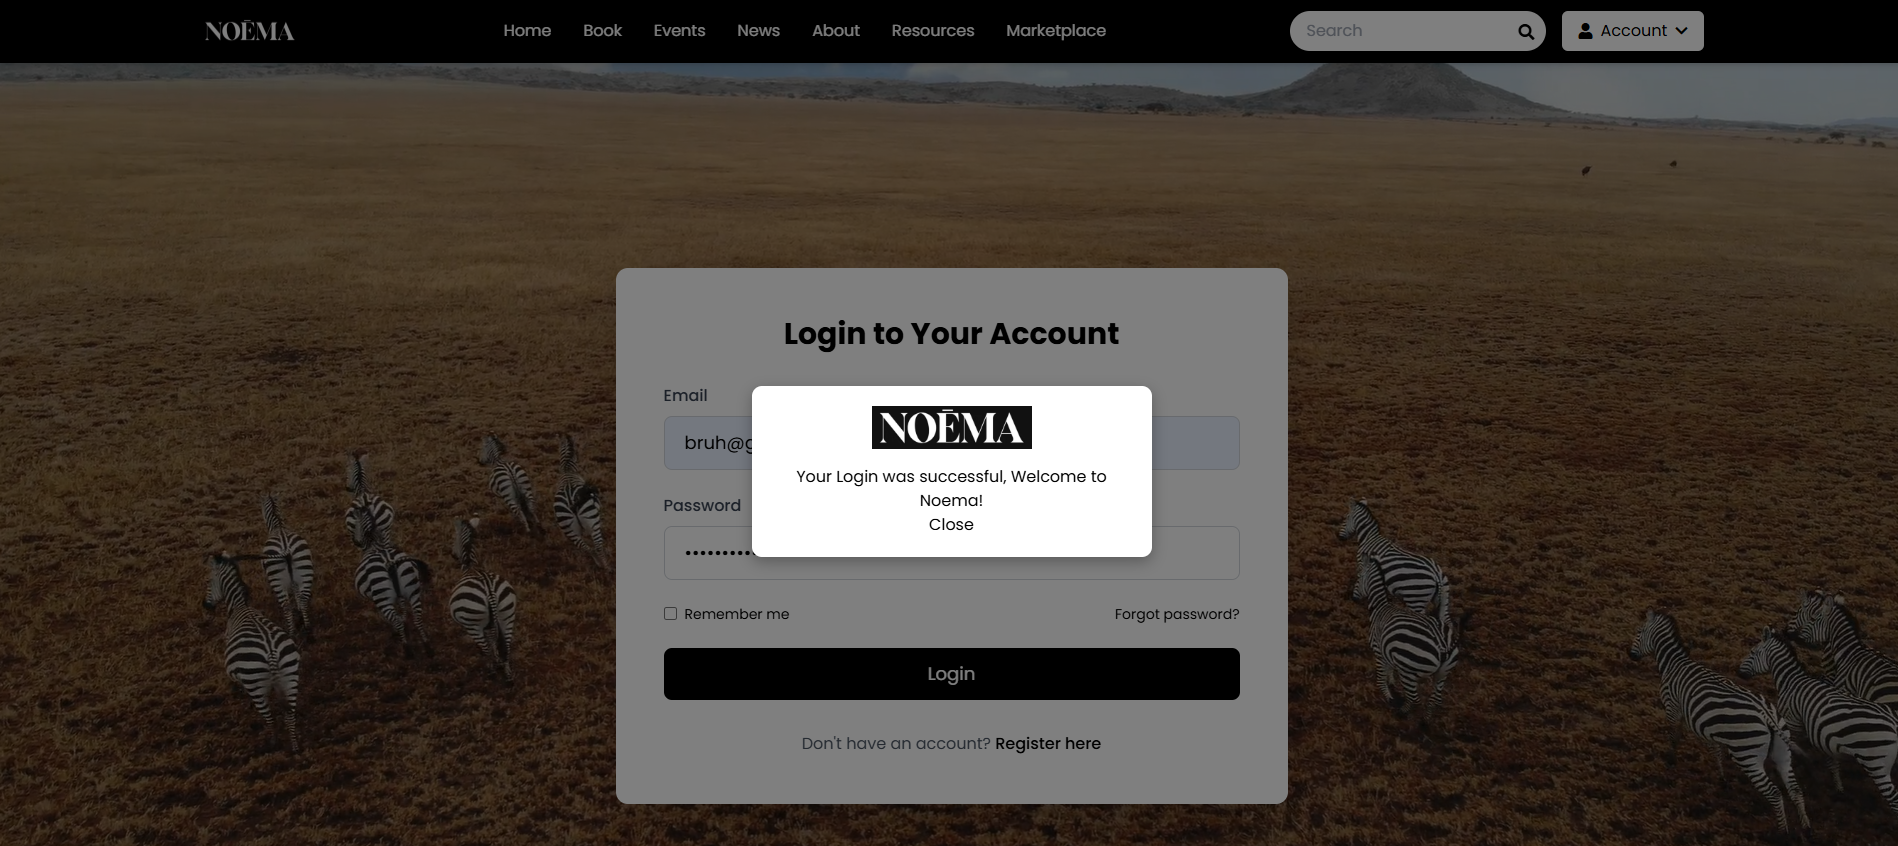 NOĒMA
Home
Book
Events
News
About
Resources
Marketplace
Search
Account
Login to Your Account
Email
bruh@g
NOĒMA
Your Login was successful, Welcome to
Noema!
Close
Password
Remember me
Forgot password?
Login
Don't have an account? Register here